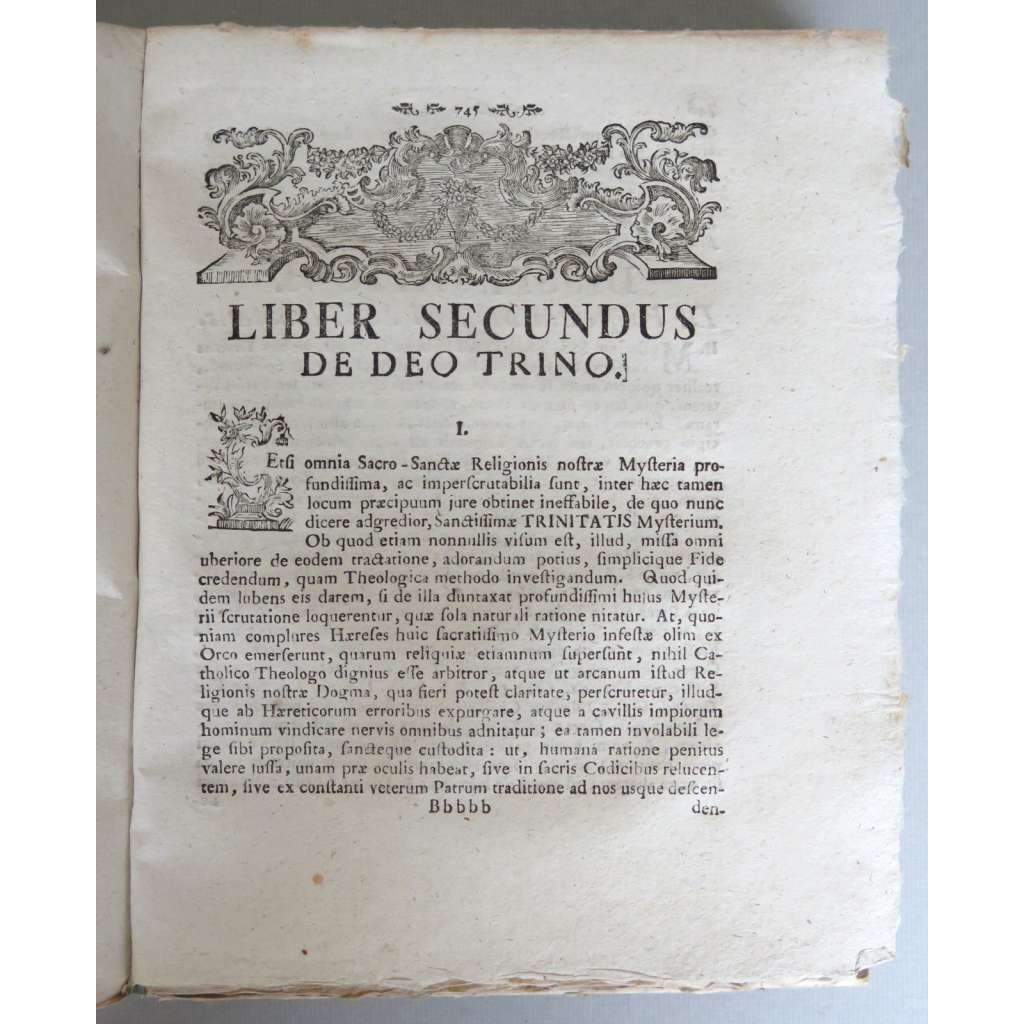 745
LIBER SECUNDUS
DE DEO TRINO.]
I.
Etsi omnia Sacro-Sanctæ Religionis nostræ Mysteria pro-
fundissima, ac imperscrutabilia sunt, inter hæc tamen
locum præcipuum jure obtinet ineffabile, de quo nunc
dicere adgredior, Sanctissimæ TRINITATIS Mysterium.
Ob quod etiam nonnullis visum est, illud, missa omni
uberiore de eodem tractatione, adorandum potius, simplicique Fide
credendum, quam Theologica methodo investigandum. Quod qui-
dem lubens eis darem, si de illa duntaxat profundissimi hujus Myste-
rii scrutatione loquerentur, quæ sola naturali ratione nitatur. At, quo-
niam complures Hæreses huic sacratissimo Mysterio infestæ olim ex
Orco emerserunt, quarum reliquiæ etiamnum supersunt, nihil Ca-
tholico Theologo dignius esse arbitror, atque ut arcanum istud Re-
ligionis nostræ Dogma, qua fieri potest claritate, perscrutetur, illud-
que ab Hæreticorum erroribus expurgare, atque a cavillis impiorum
hominum vindicare nervis omnibus adnitatur; ea tamen involabili le-
ge sibi proposita, sancteque custodita: ut, humana ratione penitus
valere jussa, unam præ oculis habeat, sive in sacris Codicibus relucen-
tem, sive ex constanti veterum Patrum traditione ad nos usque descen-
Bbbbb den-